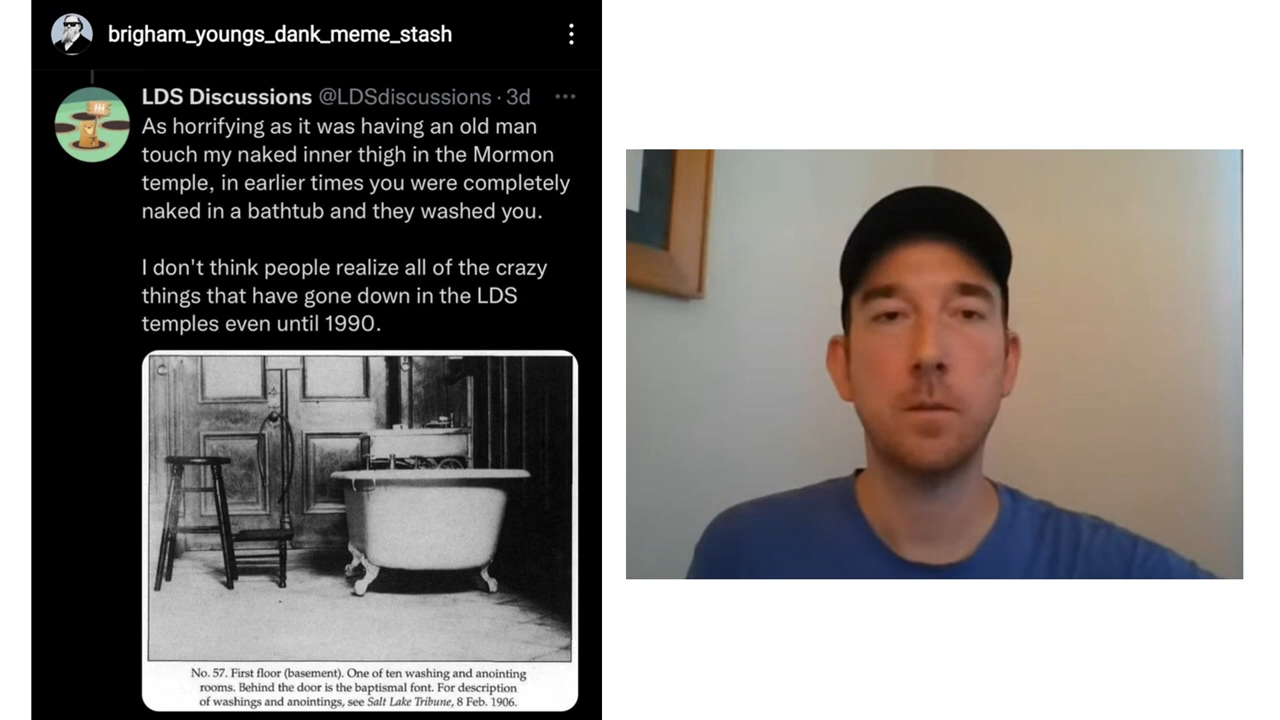 brigham_youngs_dank_meme_stash
LDS Discussions @LDSdiscussions · 3d
As horrifying as it was having an old man
touch my naked inner thigh in the Mormon
temple, in earlier times you were completely
naked in a bathtub and they washed you.
I don't think people realize all of the crazy
things that have gone down in the LDS
temples even until 1990.
No. 57. First floor (basement). One of ten washing and anointing
rooms. Behind the door is the baptismal font. For description
of washings and anointings, see Salt Lake Tribune, 8 Feb. 1906.